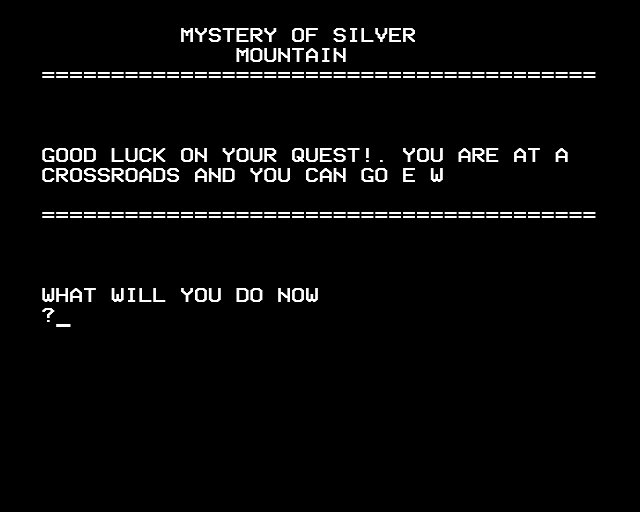 MYSTERY OF SILVER
MOUNTAIN
========================================
GOOD LUCK ON YOUR QUEST!. YOU ARE AT A
CROSSROADS AND YOU CAN GO E W
========================================
WHAT WILL YOU DO NOW
?_